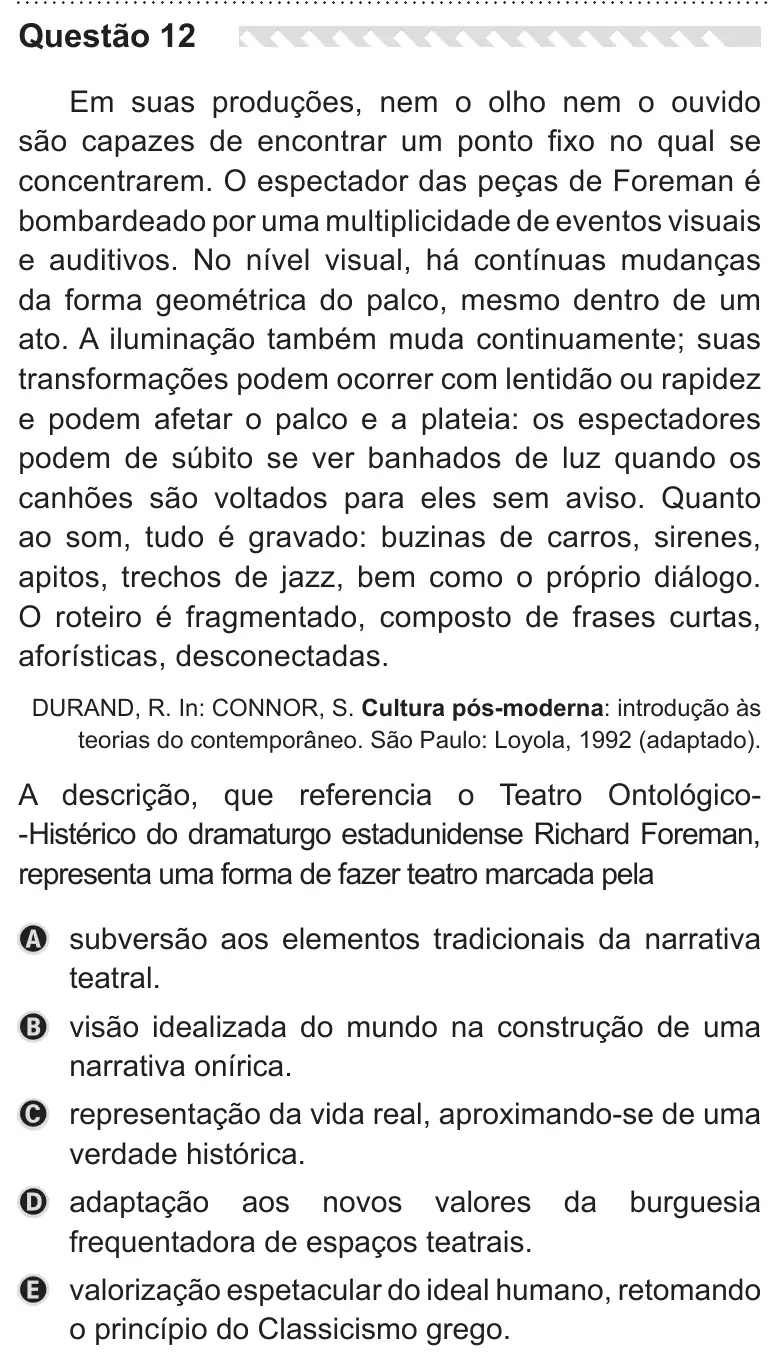 Questão 12
Em suas produções, nem o olho nem o ouvido
são capazes de encontrar um ponto fixo no qual se
concentrarem. O espectador das peças de Foreman é
bombardeado por uma multiplicidade de eventos visuais
e auditivos. No nível visual, há contínuas mudanças
da forma geométrica do palco, mesmo dentro de um
ato. A iluminação também muda continuamente; suas
transformações podem ocorrer com lentidão ou rapidez
e podem afetar o palco e a plateia: os espectadores
podem de súbito se ver banhados de luz quando os
canhões são voltados para eles sem aviso. Quanto
ao som, tudo é gravado: buzinas de carros, sirenes,
apitos, trechos de jazz, bem como o próprio diálogo.
O roteiro é fragmentado, composto de frases curtas,
aforísticas, desconectadas.
DURAND, R. In: CONNOR, S. Cultura pós-moderna: introdução às
teorias do contemporâneo. São Paulo: Loyola, 1992 (adaptado).
A descrição, que referencia o Teatro Ontológico-
-Histérico do dramaturgo estadunidense Richard Foreman,
representa uma forma de fazer teatro marcada pela
A subversão aos elementos tradicionais da narrativa
teatral.
B visão idealizada do mundo na construção de uma
narrativa onírica.
C representação da vida real, aproximando-se de uma
verdade histórica.
D adaptação aos novos valores da burguesia
frequentadora de espaços teatrais.
E valorização espetacular do ideal humano, retomando
o princípio do Classicismo grego.